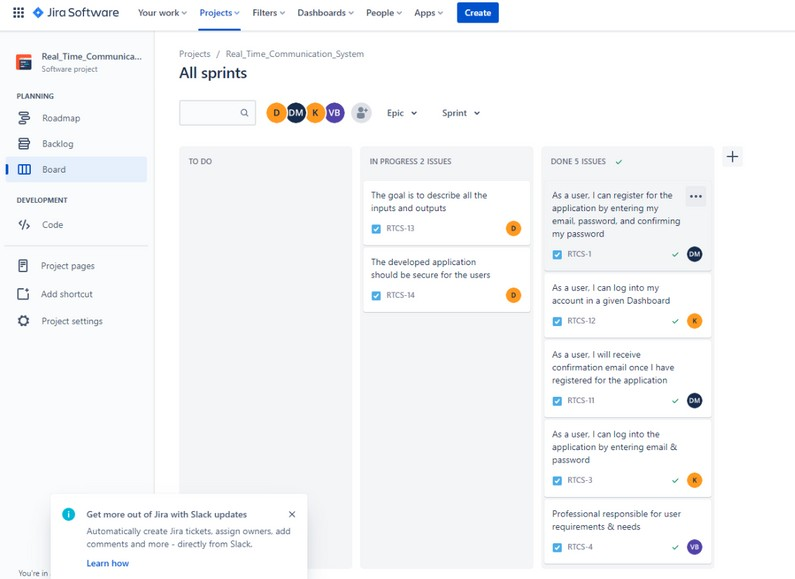 Jira Software
Your work
Projects
Filters
Dashboards
People
Apps
Create
Real_Time_Communica...
Software project
PLANNING
Roadmap
Backlog
Board
DEVELOPMENT
Code
Project pages
Add shortcut
Project settings
You're in
Projects / Real_Time_Communication_System
All sprints
D DM K VB
Epic
Sprint
TO DO
IN PROGRESS 2 ISSUES
The goal is to describe all the
inputs and outputs
RTCS-13
D
The developed application
should be secure for the users
RTCS-14
D
DONE 5 ISSUES
As a user, I can register for the
application by entering my
email, password, and confirming
my password
RTCS-1
DM
As a user, I can log into my
account in a given Dashboard
RTCS-12
K
As a user, I will receive
confirmation email once I have
registered for the application
RTCS-11
DM
As a user, I can log into the
application by entering email &
password
RTCS-3
K
Professional responsible for user
requirements & needs
RTCS-4
VB
Get more out of Jira with Slack updates
Automatically create Jira tickets, assign owners, add
comments and more - directly from Slack.
Learn how